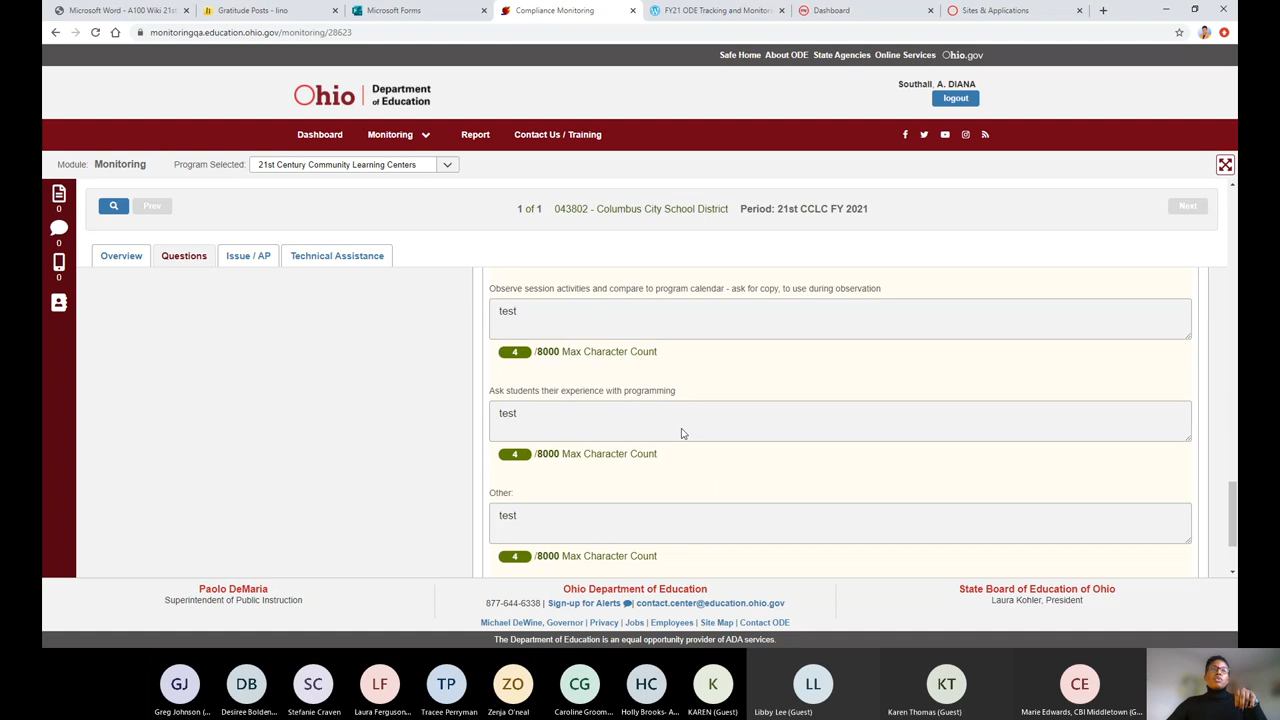 Microsoft Word - A100 Wiki 21st
Gratitude Posts - Iino
Microsoft Forms
Compliance Monitoring
FY21 ODE Tracking and Monitori
Dashboard
Sites & Applications
monitoringqa.education.ohio.gov/monitoring/28623
Safe Home About ODE State Agencies Online Services Ohio.gov
Ohio | Department of Education
Southall, A. DIANA
logout
Dashboard Monitoring Report Contact Us / Training
Module: Monitoring Program Selected: 21st Century Community Learning Centers
0
0
0
Prev
1 of 1 043802 - Columbus City School District Period: 21st CCLC FY 2021
Next
Overview Questions Issue / AP Technical Assistance
Observe session activities and compare to program calendar - ask for copy, to use during observation
test
4 /8000 Max Character Count
Ask students their experience with programming
test
4 /8000 Max Character Count
Other:
test
4 /8000 Max Character Count
Paolo DeMaria
Superintendent of Public Instruction
Ohio Department of Education
877-644-6338 | Sign-up for Alerts | contact.center@education.ohio.gov
Michael DeWine, Governor | Privacy | Jobs | Employees | Site Map | Contact ODE
State Board of Education of Ohio
Laura Kohler, President
The Department of Education is an equal opportunity provider of ADA services.
GJ DB SC LF TP ZO CG HC K LL KT CE
Greg Johnson (... Desiree Bolden... Stefanie Craven Laura Ferguson... Tracee Perryman Zenja O'neal Caroline Groom... Holly Brooks- A... KAREN (Guest) Libby Lee (Guest) Karen Thomas (Guest) Marie Edwards, CBI Middletown (G...